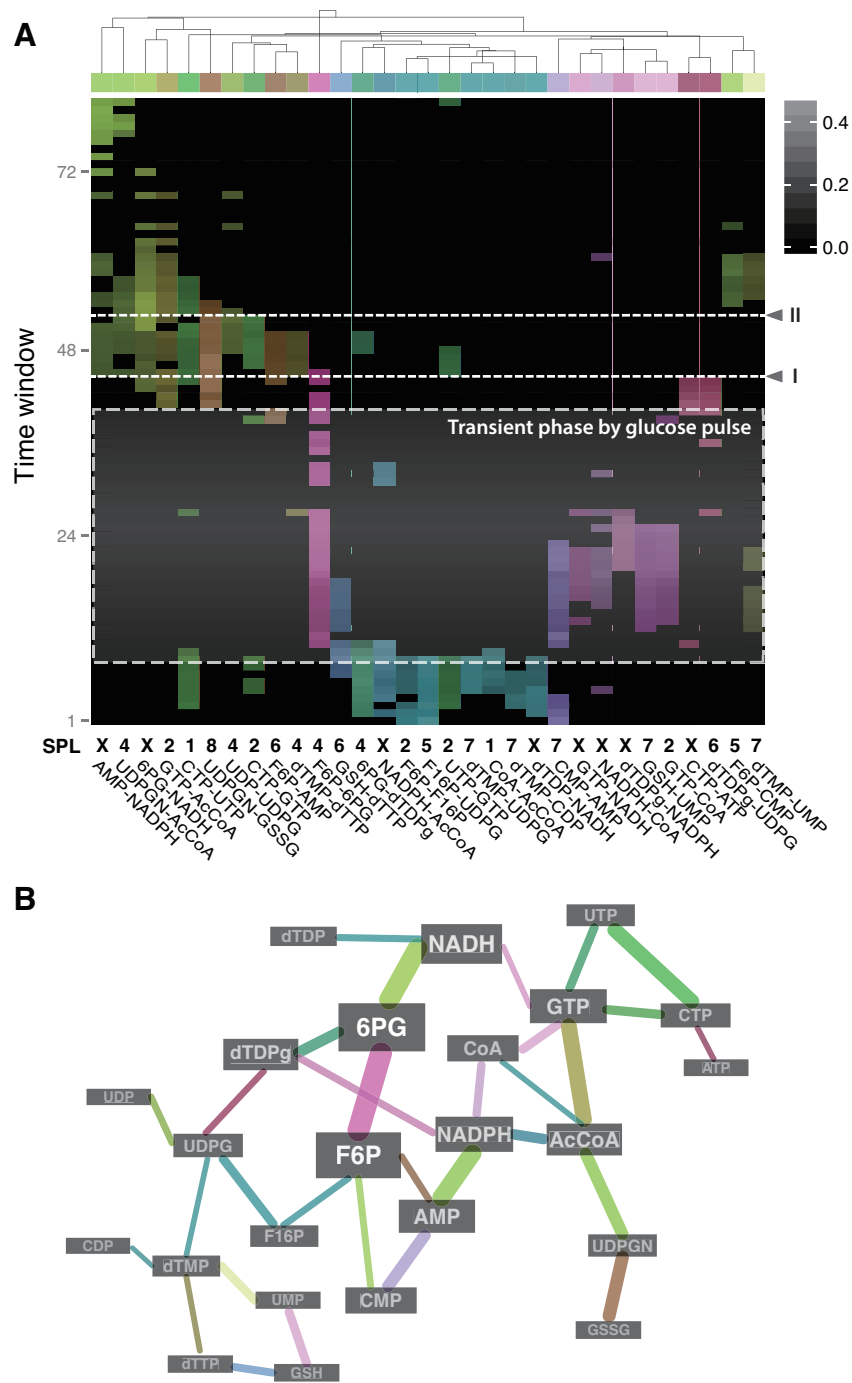 A
0.4
0.2
0.0
72
48
24
1
Time window
II
I
Transient phase by glucose pulse
SPL X 4 X 2 1 8 4 2 6 4 4 6 4 X 2 5 2 7 1 7 X 7 X X X 7 2 X 6 5 7
AMP-NADPH
UDPGN-AcCoA
6PG-NADH
GTP-AcCoA
CTP-UTP
UDPGN-GSSG
UDP-UDPG
CTP-GTP
F6P-AMP
dTMP-dTTP
F6P-6PG
GSH-dTTP
6PG-dTDPg
NADPH-AcCoA
F6P-F16P
F16P-UDPG
UTP-GTP
dTMP-UDPG
CoA-AcCoA
dTMP-CDP
dTDP-NADH
CMP-AMP
GTP-NADH
NADPH-CoA
dTDPg-NADPH
GSH-UMP
GTP-CoA
CTP-ATP
dTDPg-UDPG
F6P-CMP
dTMP-UMP
B
UTP
dTDP
NADH
GTP
CTP
6PG
CoA
dTDPg
ATP
UDP
NADPH
AcCoA
UDPG
F6P
AMP
F16P
CDP
UDPGN
dTMP
UMP
CMP
GSSG
dTTP
GSH